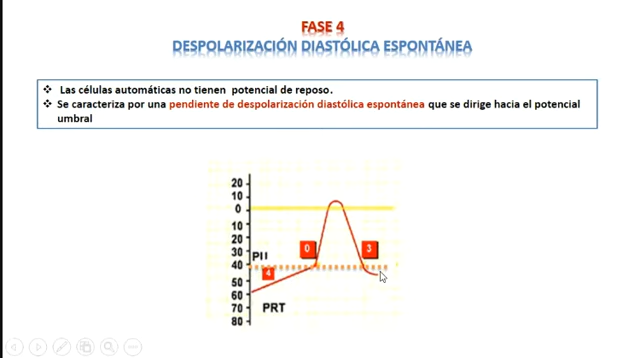 FASE 4
DESPOLARIZACIÓN DIASTÓLICA ESPONTÁNEA
❖ Las células automáticas no tienen potencial de reposo.
❖ Se caracteriza por una pendiente de despolarización diastólica espontánea que se dirige hacia el potencial
umbral
20
10
0
10
20
30
40
50
60
70
80
PU
0
3
4
PRT